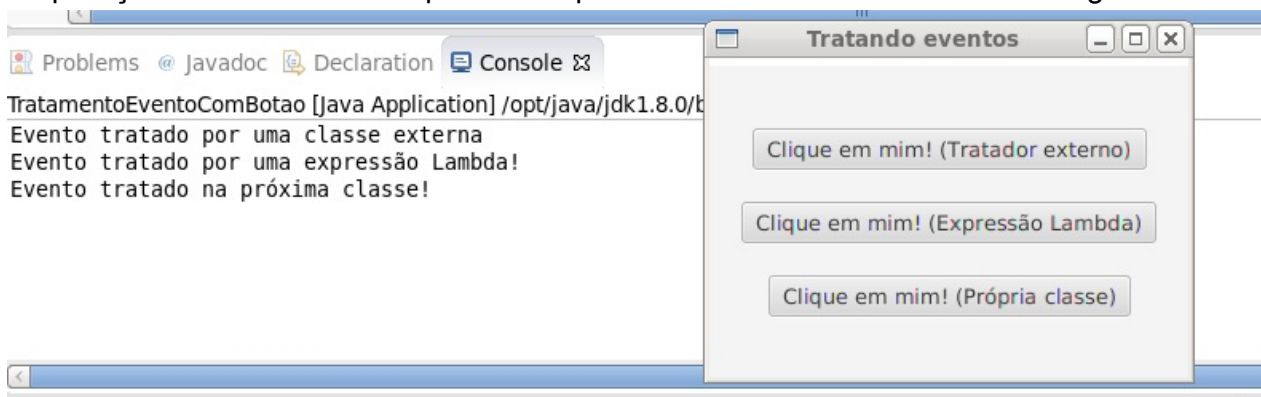 Problems @ Javadoc Declaration Console
TratamentoEventoComBotao [Java Application] /opt/java/jdk1.8.0/b
Evento tratado por uma classe externa
Evento tratado por uma expressão Lambda!
Evento tratado na próxima classe!
Tratando eventos
Clique em mim! (Tratador externo)
Clique em mim! (Expressão Lambda)
Clique em mim! (Própria classe)